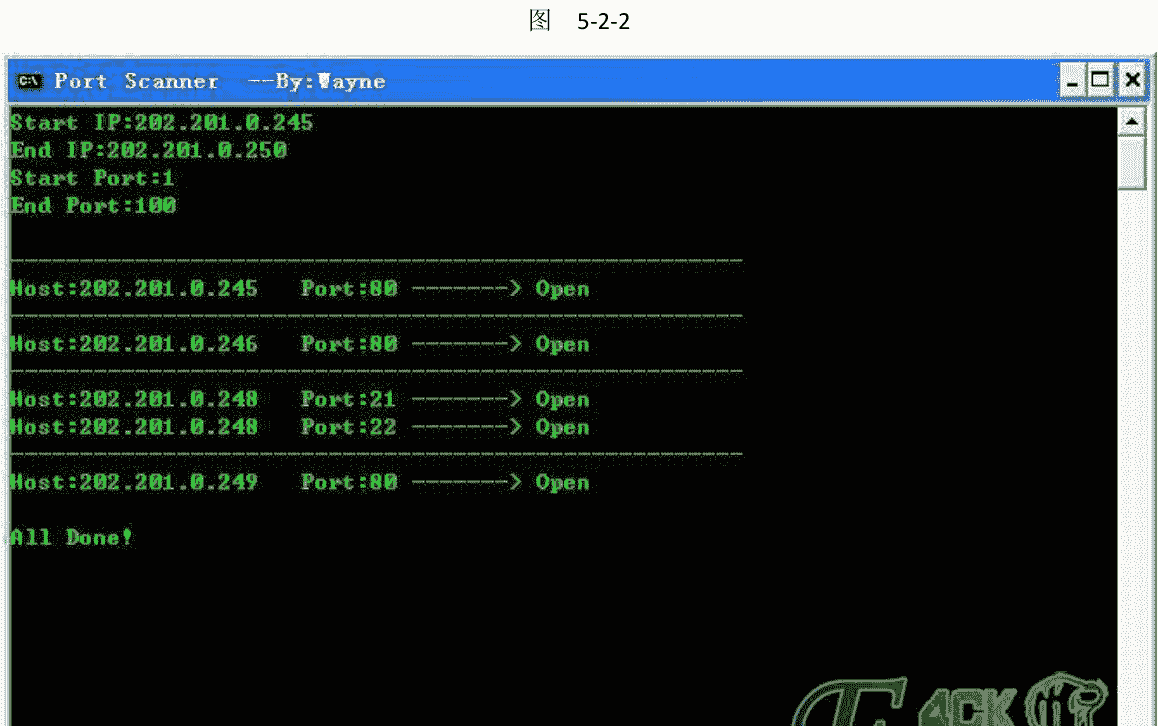 图 5-2-2
Port Scanner --By:Wayne
Start IP:202.201.0.245
End IP:202.201.0.250
Start Port:1
End Port:100
Host:202.201.0.245 Port:80 -------> Open
Host:202.201.0.246 Port:80 -------> Open
Host:202.201.0.248 Port:21 -------> Open
Host:202.201.0.248 Port:22 -------> Open
Host:202.201.0.249 Port:80 -------> Open
All Done!